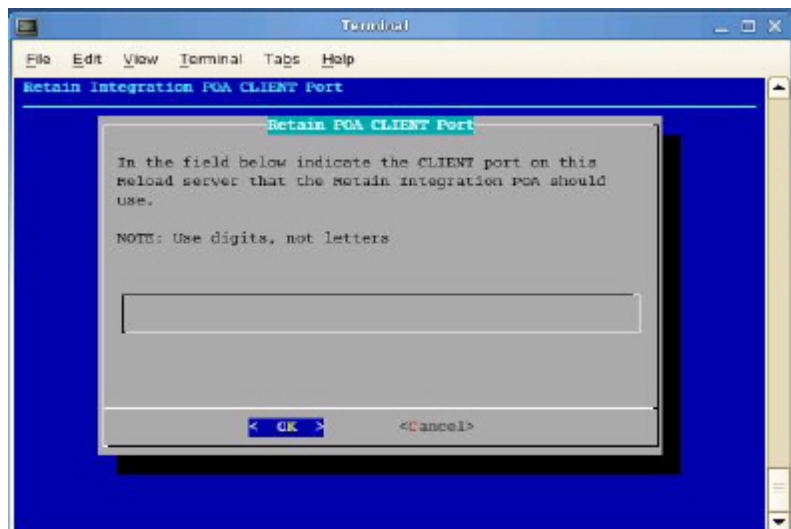 Terminal
File Edit View Terminal Tabs Help
Retain Integration POA CLIENT Port
Retain POA CLIENT Port
In the field below indicate the CLIENT port on this
Reload server that the Retain Integration POA should
use.
NOTE: Use digits, not letters
< OK > <Cancel>